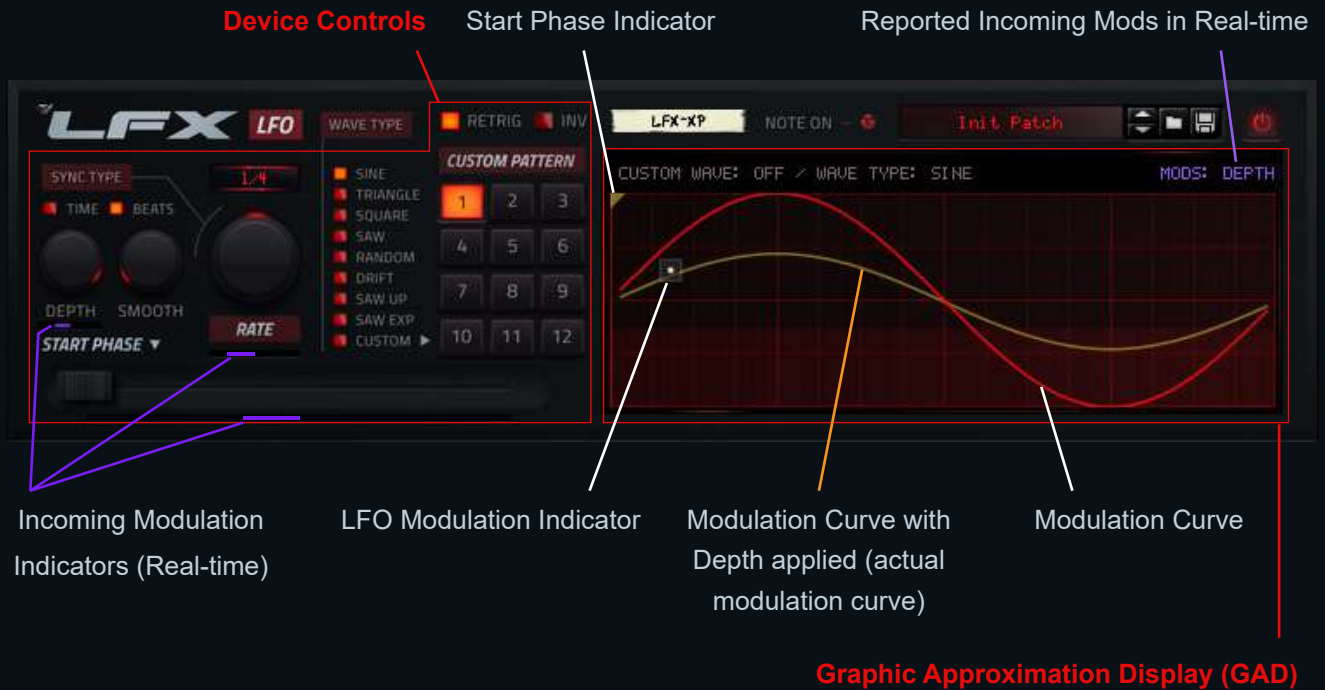 Device Controls
Start Phase Indicator
Reported Incoming Mods in Real-time
LFX LFO
WAVE TYPE
RETRIG
INV
LFX-XP
NOTE ON
Init Patch
SYNC TYPE
1/4
TIME
BEATS
DEPTH
SMOOTH
RATE
START PHASE ▼
SINE
TRIANGLE
SQUARE
SAW
RANDOM
DRIFT
SAW UP
SAW EXP
CUSTOM ▶
CUSTOM PATTERN
1 2 3
4 5 6
7 8 9
10 11 12
CUSTOM WAVE: OFF / WAVE TYPE: SINE
MODS: DEPTH
Incoming Modulation
Indicators (Real-time)
LFO Modulation Indicator
Modulation Curve with
Depth applied (actual
modulation curve)
Modulation Curve
Graphic Approximation Display (GAD)